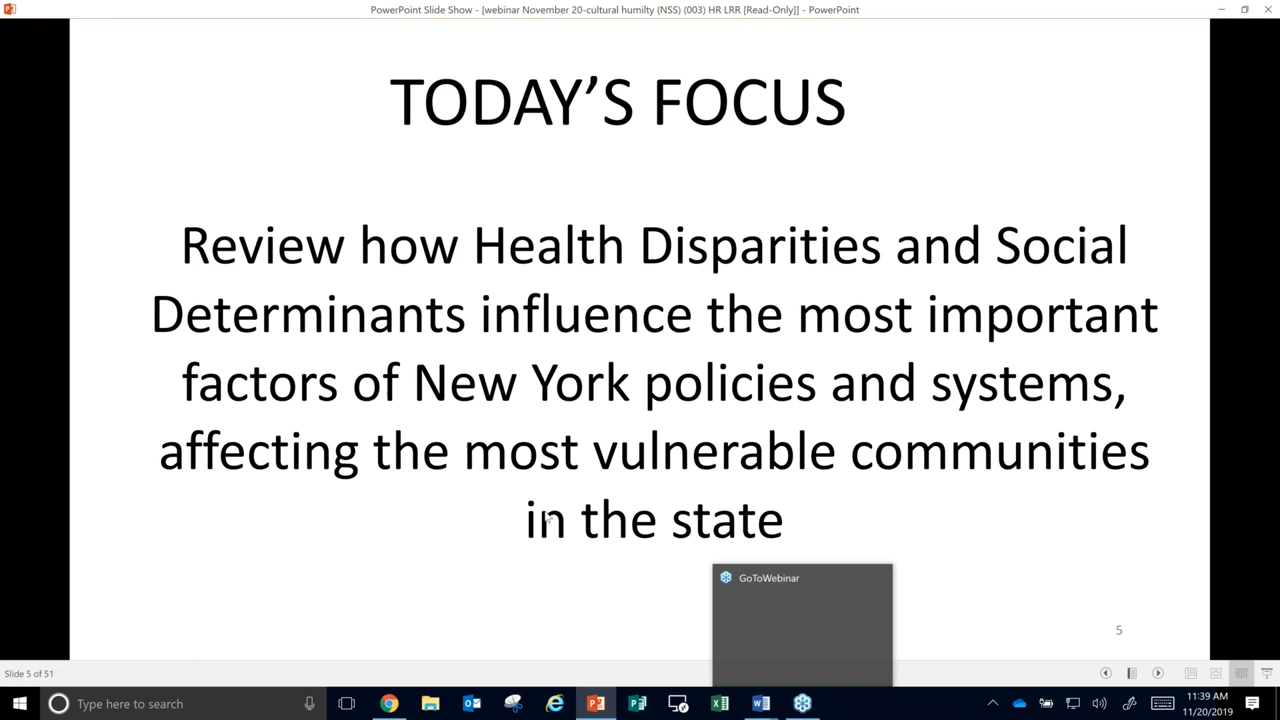 PowerPoint Slide Show - [webinar November 20-cultural humilty (NSS) (003) HR LRR [Read-Only]] - PowerPoint
TODAY’S FOCUS
Review how Health Disparities and Social
Determinants influence the most important
factors of New York policies and systems,
affecting the most vulnerable communities
in the state
GoToWebinar
5
Slide 5 of 51
Type here to search
11:39 AM
11/20/2019